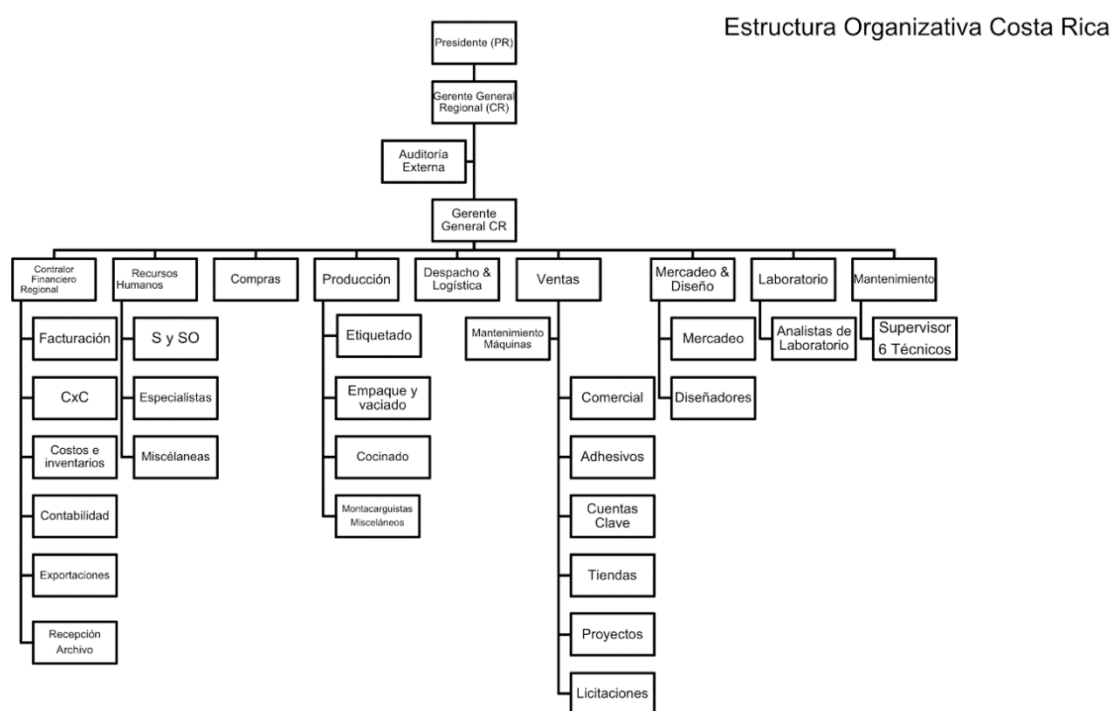 Estructura Organizativa Costa Rica
Presidente (PR)
Gerente General
Regional (CR)
Auditoría
Externa
Gerente
General CR
Contralor
Financiero
Regional
Recursos
Humanos
Compras
Producción
Despacho &
Logística
Ventas
Mercadeo &
Diseño
Laboratorio
Mantenimiento
Facturación
CxC
Costos e
inventarios
Contabilidad
Exportaciones
Recepción
Archivo
S y SO
Especialistas
Miscélaneas
Etiquetado
Empaque y
vaciado
Cocinado
Montacarguistas
Misceláneos
Mantenimiento
Máquinas
Comercial
Adhesivos
Cuentas
Clave
Tiendas
Proyectos
Licitaciones
Mercadeo
Diseñadores
Analistas de
Laboratorio
Supervisor
6 Técnicos